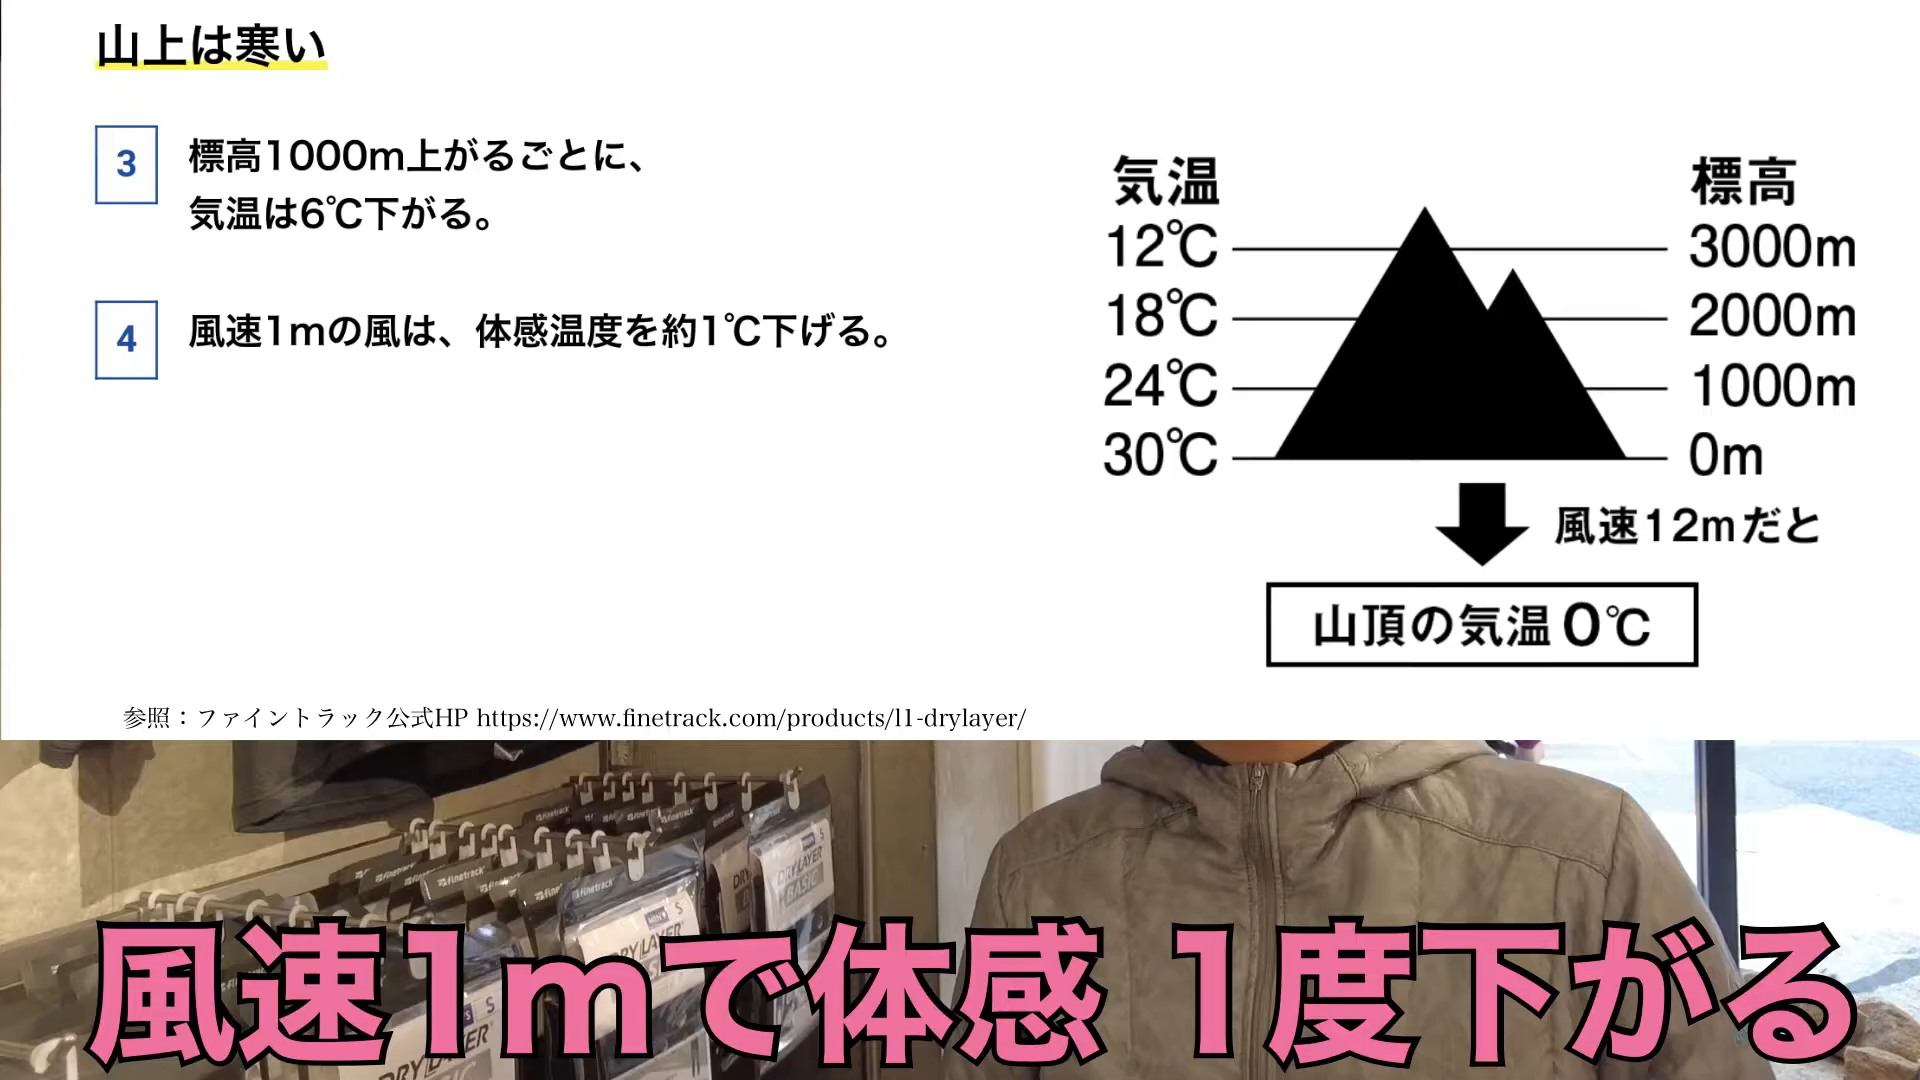 山上は寒い
3
標高1000m上がるごとに、
気温は6℃下がる。
4
風速1mの風は、体感温度を約1℃下げる。
気温 標高
12℃ 3000m
18℃ 2000m
24℃ 1000m
30℃ 0m
風速12mだと
山頂の気温0℃
参照：ファイントラック公式HP https://www.finetrack.com/products/l1-drylayer/
finetrack
finetrack
DRY LAYER
BASIC
S
風速1mで体感 1度下がる